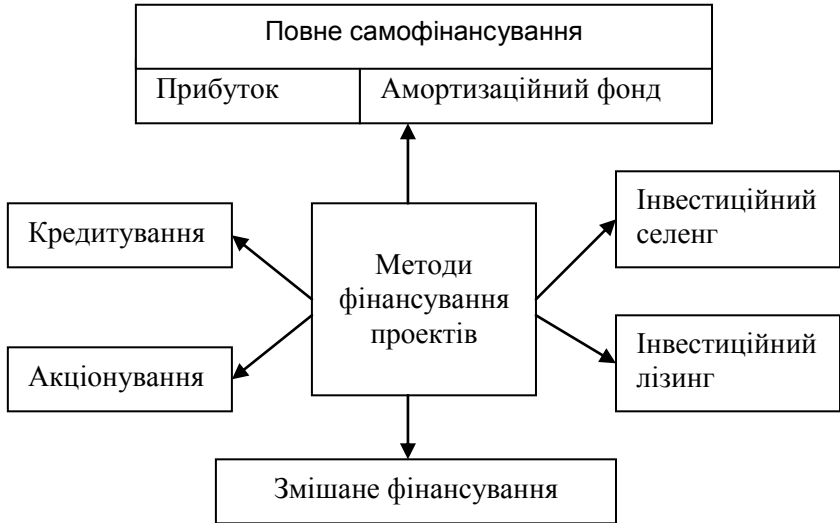 Повне самофінансування
Прибуток
Амортизаційний фонд
Кредитування
Інвестиційний
селенг
Методи
фінансування
проектів
Акціонування
Інвестиційний
лізинг
Змішане фінансування